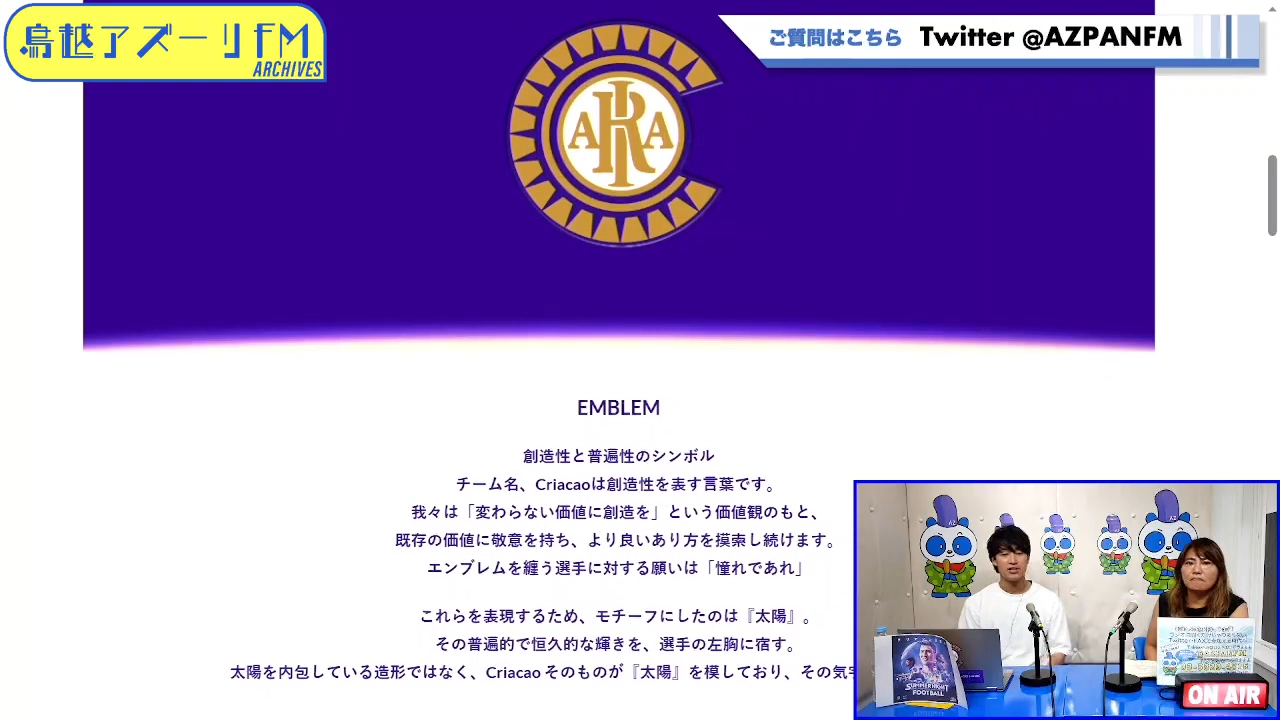 鳥越アズーリFM
ARCHIVES
ご質問はこちら Twitter @AZPANFM
ARA
EMBLEM
創造性と普遍性のシンボル
チーム名、Criacaoは創造性を表す言葉です。
我々は「変わらない価値に創造を」という価値観のもと、
既存の価値に敬意を持ち、より良いあり方を摸索し続けます。
エンブレムを纏う選手に対する願いは「憧れであれ」
これらを表現するため、モチーフにしたのは『太陽』。
その普遍的で恒久的な輝きを、選手の左胸に宿す。
太陽を内包している造形ではなく、Criacao そのものが『太陽』を模しており、その気宇
AZ
AZ
SUMMERNIGHT
FOOTBALL
ON AIR